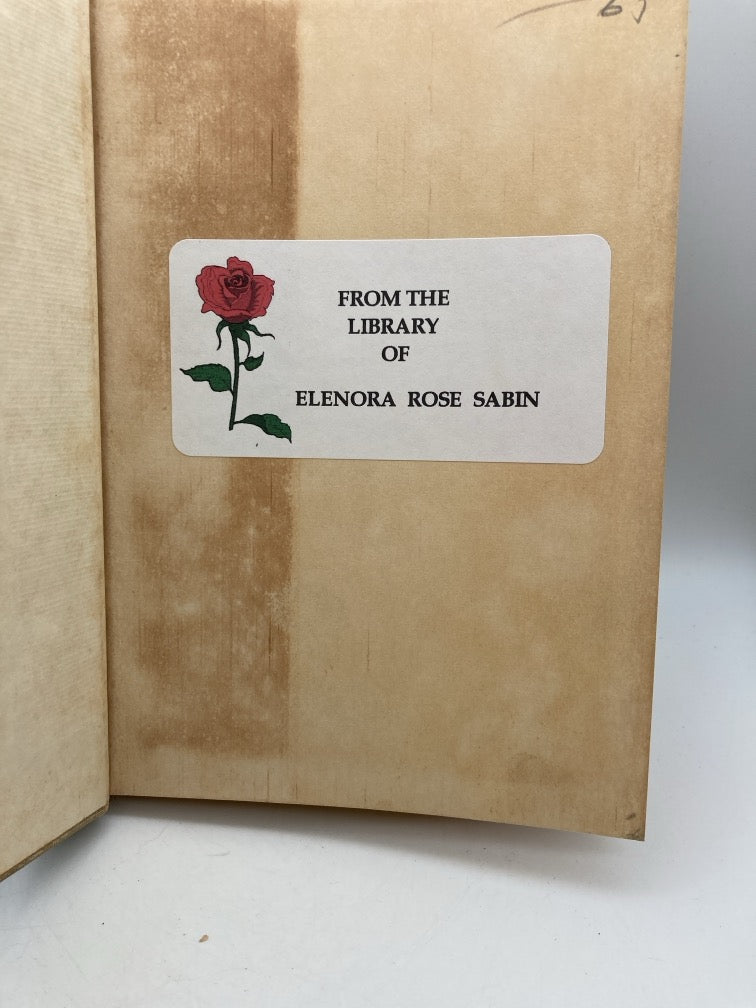 FROM THE
LIBRARY
OF
ELENORA ROSE SABIN